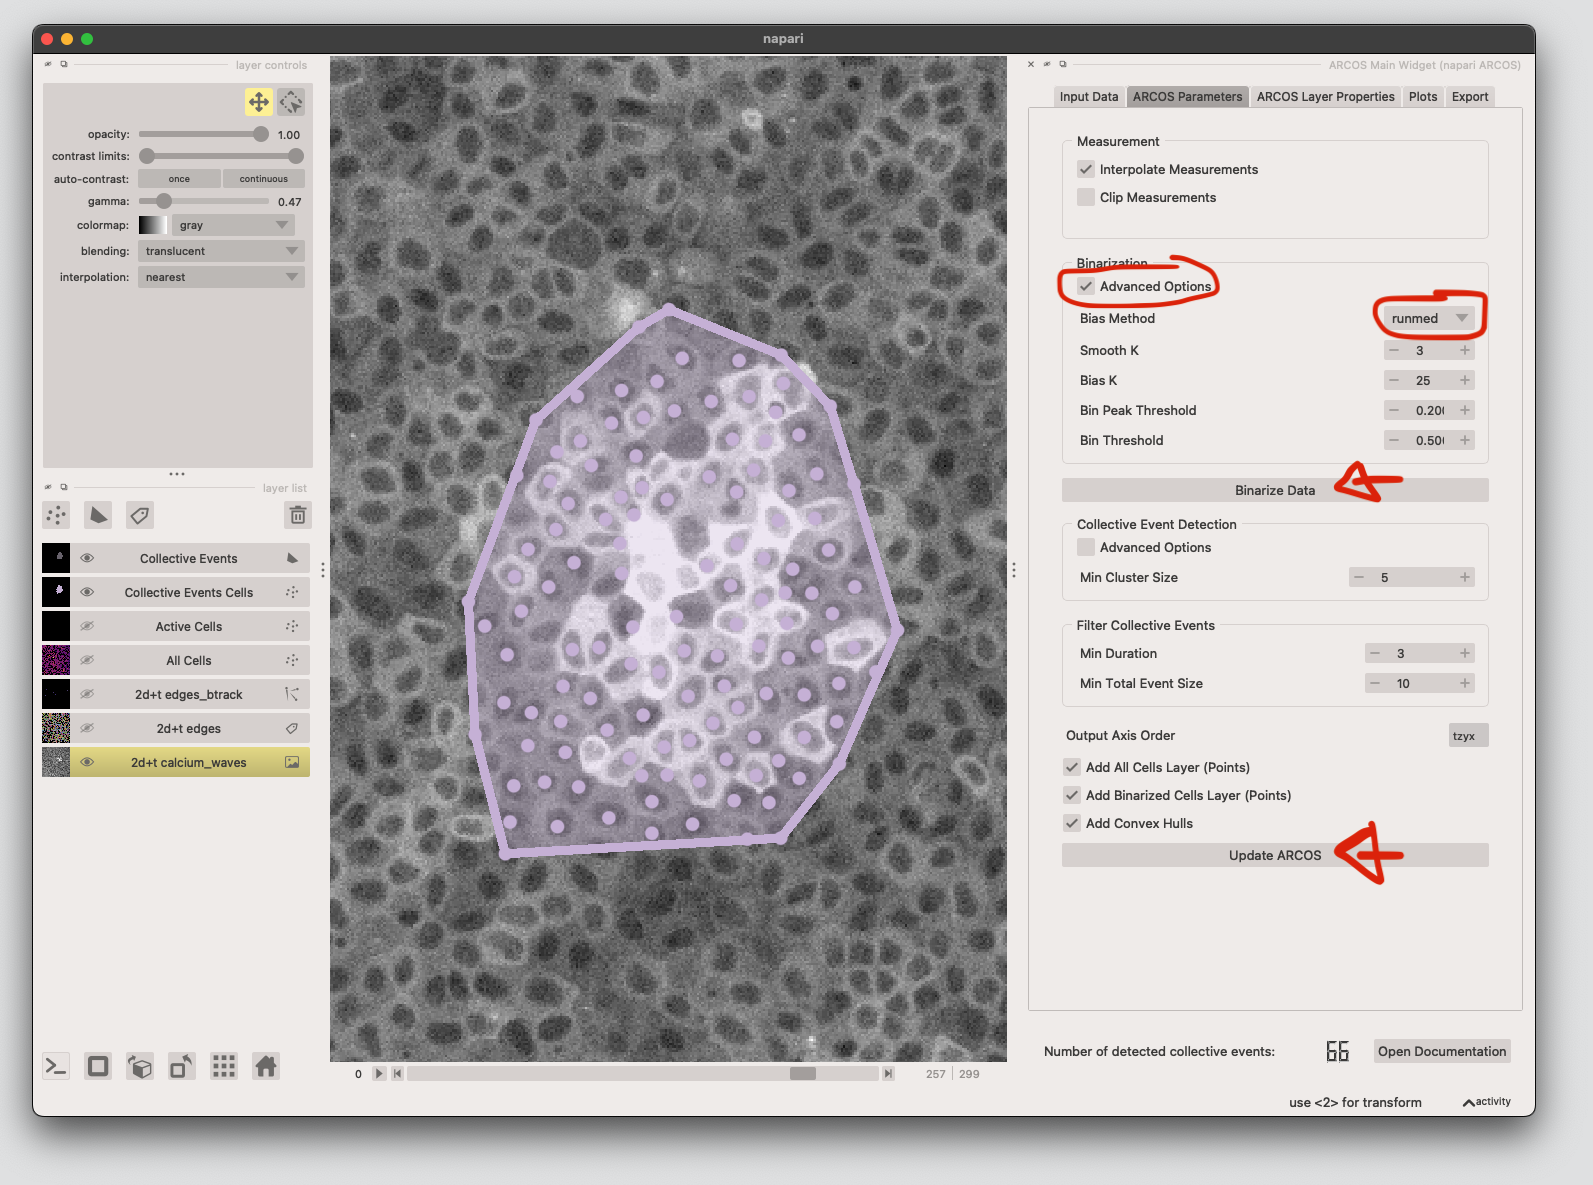 napari
layer controls
opacity: 1.00
contrast limits:
auto-contrast: once continuous
gamma: 0.47
colormap: gray
blending: translucent
interpolation: nearest
layer list
Collective Events
Collective Events Cells
Active Cells
All Cells
2d+t edges_btrack
2d+t edges
2d+t calcium_waves
0 257 299
ARCOS Main Widget (napari ARCOS)
Input Data ARCOS Parameters ARCOS Layer Properties Plots Export
Measurement
Interpolate Measurements
Clip Measurements
Binarization
Advanced Options
Bias Method runmed
Smooth K 3
Bias K 25
Bin Peak Threshold 0.200
Bin Threshold 0.500
Binarize Data
Collective Event Detection
Advanced Options
Min Cluster Size 5
Filter Collective Events
Min Duration 3
Min Total Event Size 10
Output Axis Order tzyx
Add All Cells Layer (Points)
Add Binarized Cells Layer (Points)
Add Convex Hulls
Update ARCOS
Number of detected collective events: 66 Open Documentation
use <2> for transform activity